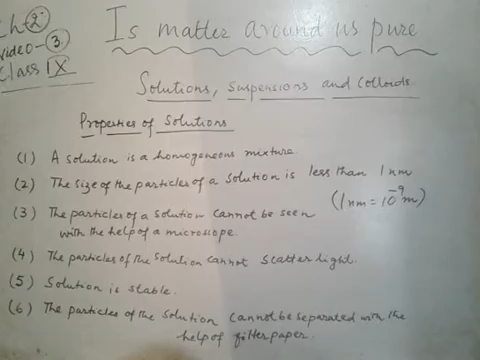 Ch ②
video - ③
Class IX
Is matter around us pure
Solutions, Suspensions and Colloids
Properties of Solutions
(1) A solution is a homogeneous mixture.
(2) The size of the particles of a solution is less than 1 nm
(1 nm = 10⁻⁹ m)
(3) The particles of a solution cannot be seen
with the help of a microscope.
(4) The particles of the solution cannot scatter light.
(5) Solution is stable.
(6) The particles of the solution cannot be separated with the
help of filter paper.